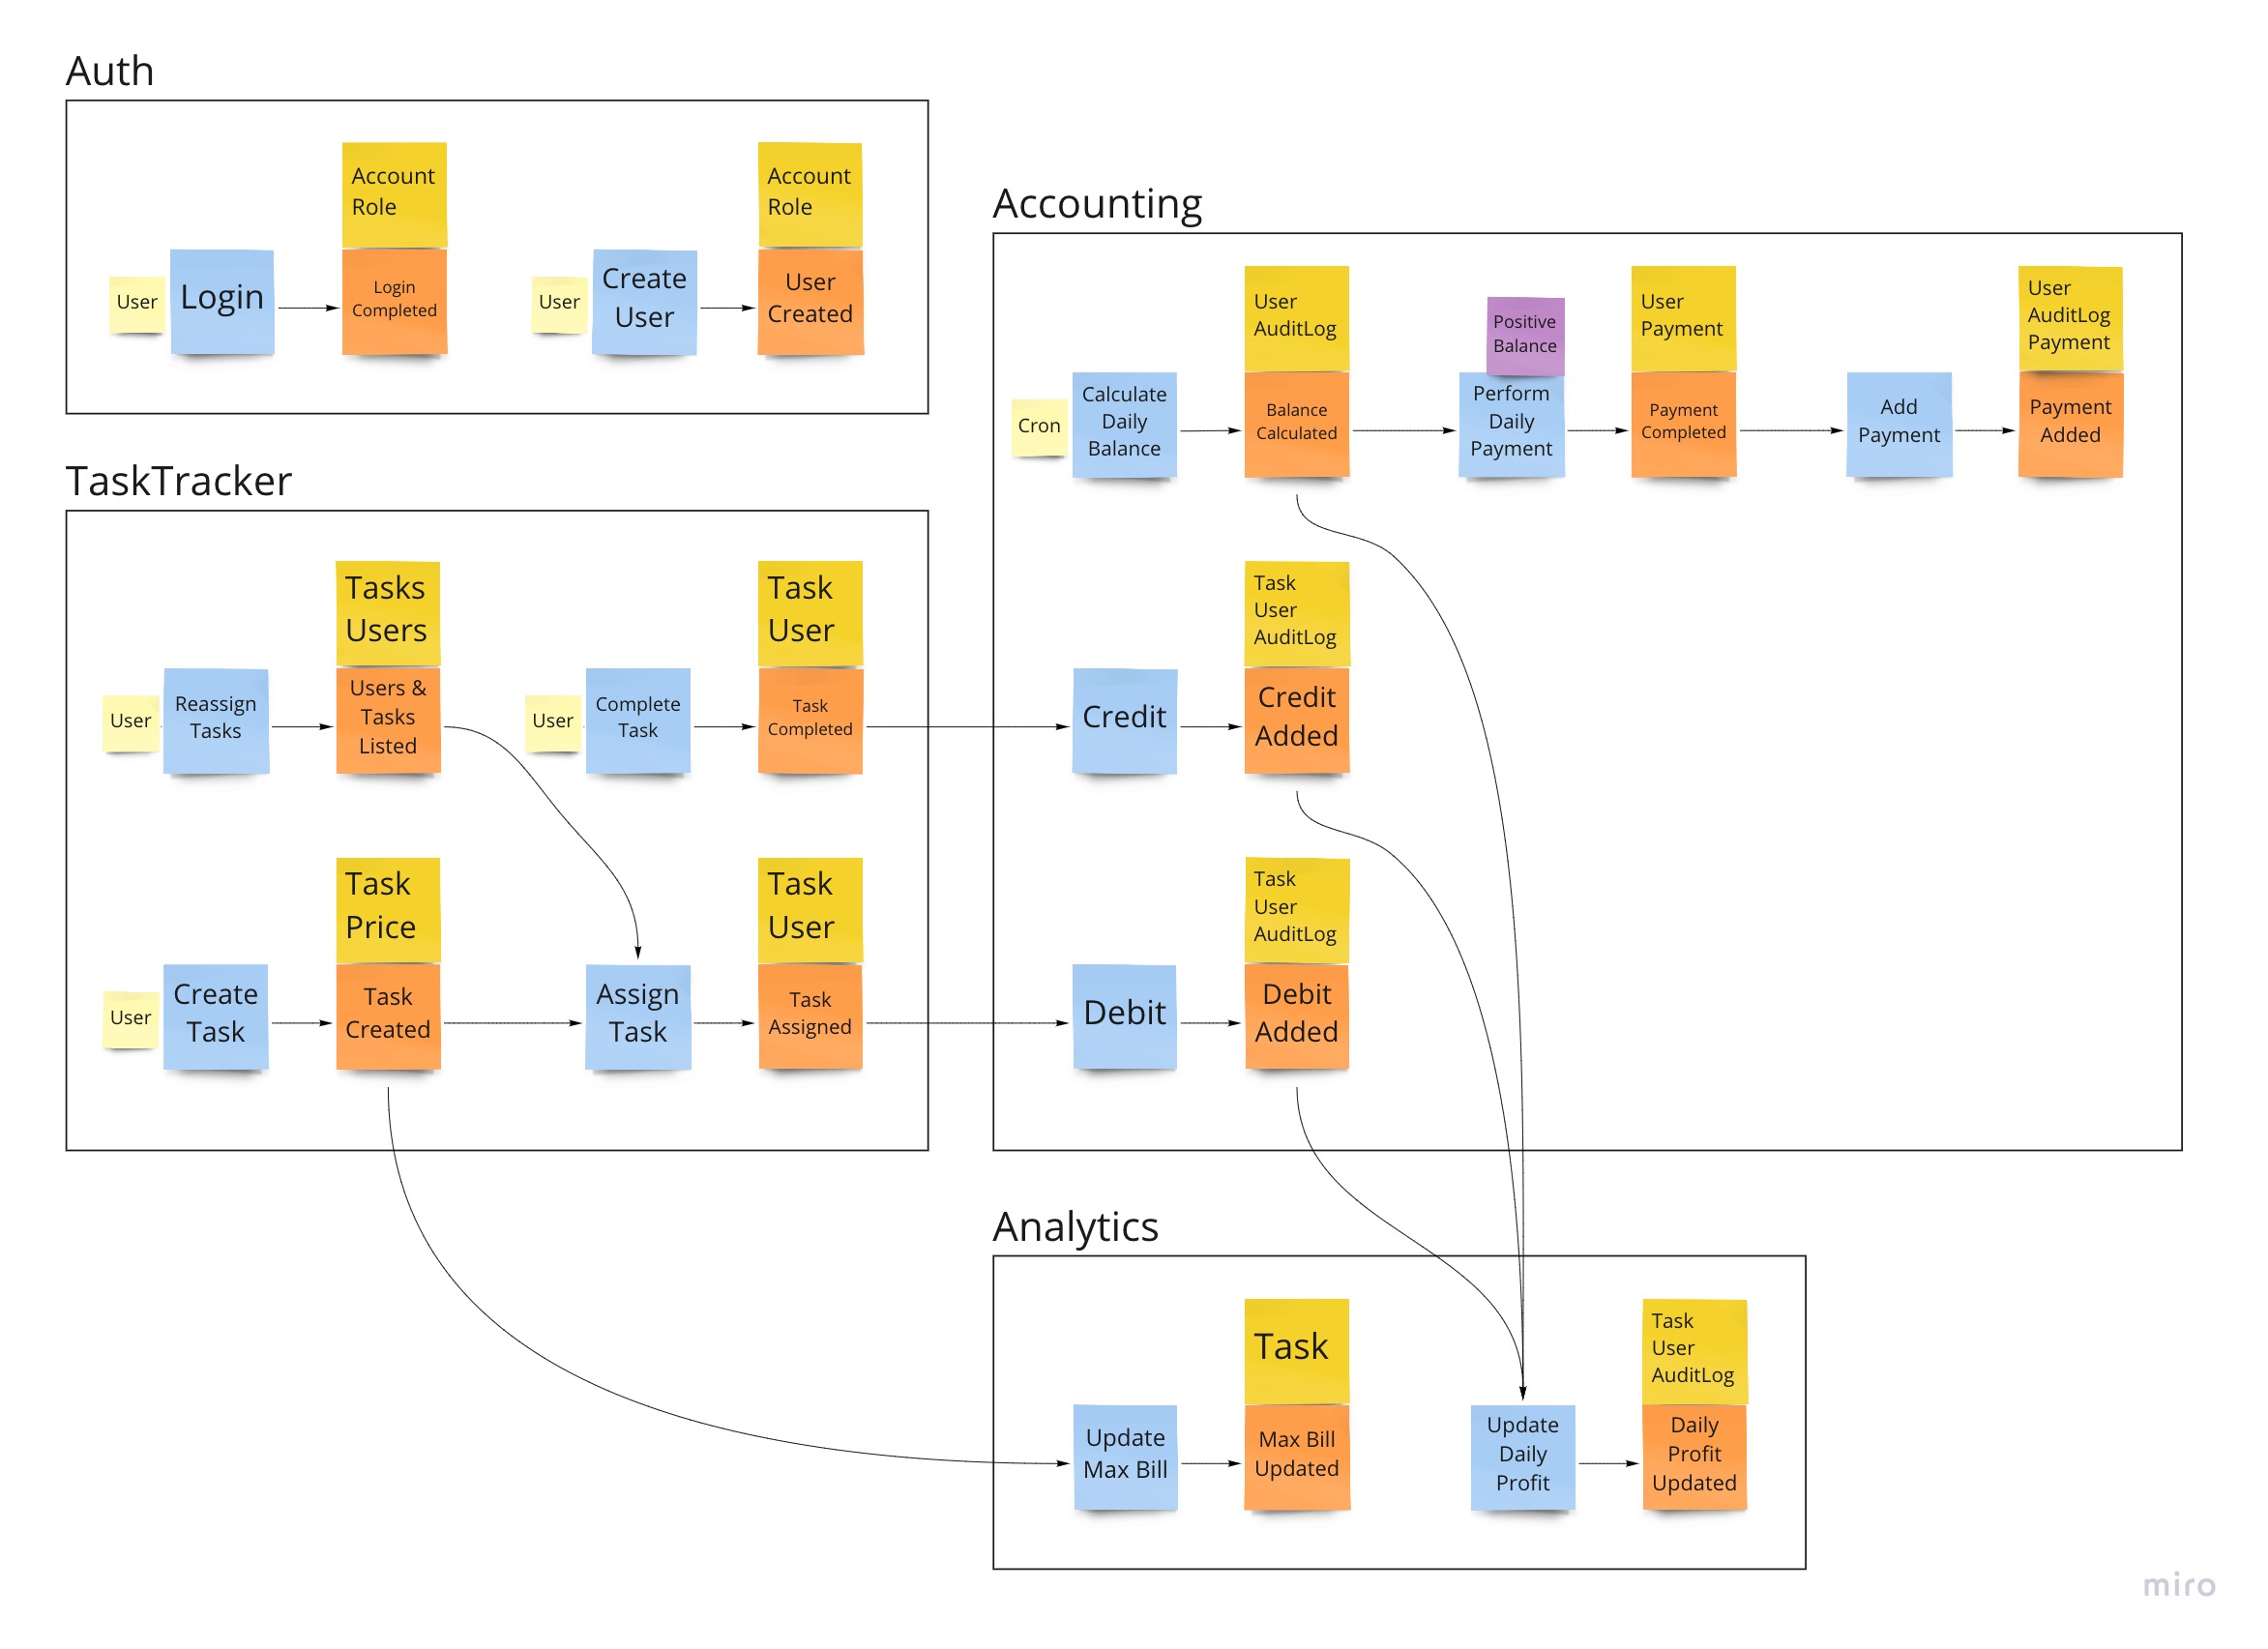 Auth
Account
Role
Account
Role
User
Login
Login
Completed
User
Create
User
User
Created
Accounting
User
AuditLog
Positive
Balance
User
Payment
User
AuditLog
Payment
Cron
Calculate
Daily
Balance
Balance
Calculated
Perform
Daily
Payment
Payment
Completed
Add
Payment
Payment
Added
TaskTracker
Tasks
Users
Task
User
User
Reassign
Tasks
Users &
Tasks
Listed
User
Complete
Task
Task
Completed
Task
User
AuditLog
Credit
Credit
Added
Task
Price
Task
User
User
Create
Task
Task
Created
Assign
Task
Task
Assigned
Task
User
AuditLog
Debit
Debit
Added
Analytics
Task
Task
User
AuditLog
Update
Max Bill
Max Bill
Updated
Update
Daily
Profit
Daily
Profit
Updated
miro